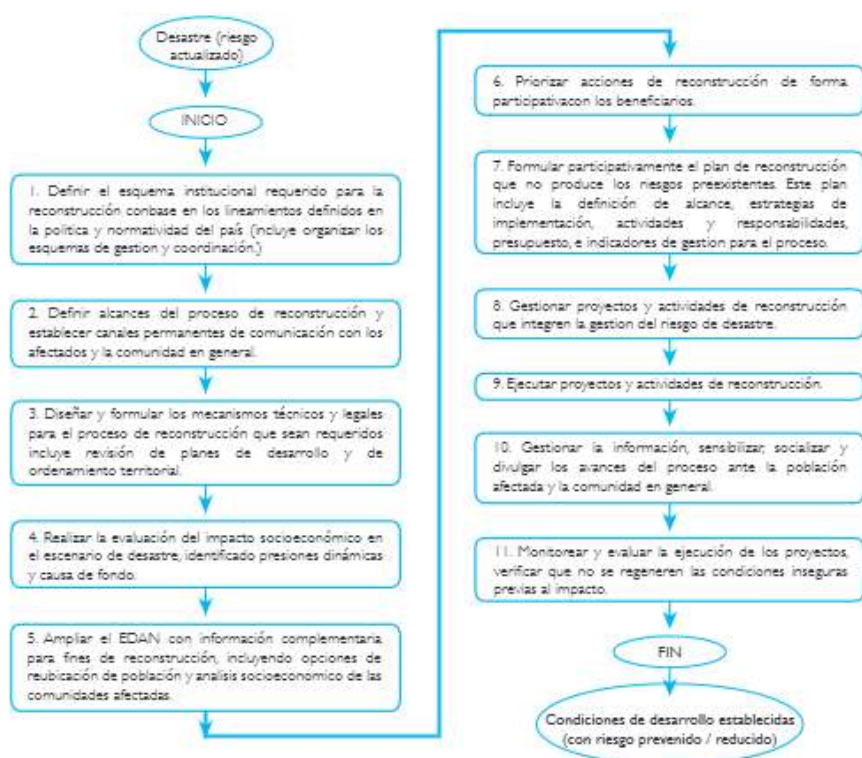 Desastre (riesgo
actualizado)
INICIO
1. Definir el esquema institucional requerido para la
reconstrucción conbase en los lineamientos definidos en
la politica y normatividad del país (incluye organizar los
esquemas de gestion y coordinación.)
2. Definir alcances del proceso de reconstrucción y
establecer canales permanentes de comunicación con los
afectados y la comunidad en general.
3. Diseñar y formular los mecanismos técnicos y legales
para el proceso de reconstrucción que sean requeridos
incluye revisión de planes de desarrollo y de
ordenamiento territorial.
4. Realizar la evaluación del impacto socioeconómico en
el escenario de desastre, identificado presiones dinámicas
y causa de fondo.
5. Ampliar el EDAN con información complementaria
para fines de reconstrucción, incluyendo opciones de
reubicación de población y analisis socioeconomico de las
comunidades afectadas.
6. Priorizar acciones de reconstrucción de forma
participativacon los beneficiarios.
7. Formular participativamente el plan de reconstrucción
que no produce los riesgos preexistentes. Este plan
incluye la definición de alcance, estrategias de
implementación, actividades y responsabilidades,
presupuesto, e indicadores de gestion para el proceso.
8. Gestionar proyectos y actividades de reconstrucción
que integren la gestion del riesgo de desastre.
9. Ejecutar proyectos y actividades de reconstrucción.
10. Gestionar la información, sensibilizar, socializar y
divulgar los avances del proceso ante la población
afectada y la comunidad en general.
11. Monitorear y evaluar la ejecución de los proyectos,
verificar que no se regeneren las condiciones inseguras
previas al impacto.
FIN
Condiciones de desarrollo establecidas
(con riesgo prevenido / reducido)